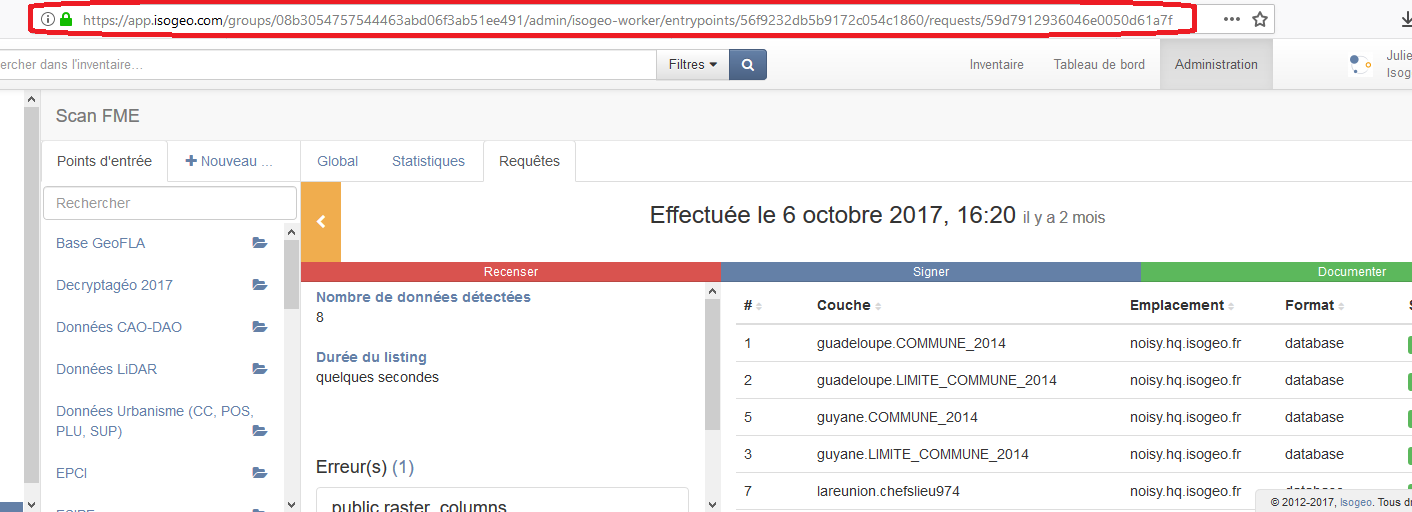 https://app.isogeo.com/groups/08b3054757544463abd06f3ab51ee491/admin/isogeo-worker/entrypoints/56f9232db5b9172c054c1860/requests/59d7912936046e0050d61a7f
ercher dans l'inventaire... Filtres Inventaire Tableau de bord Administration Julie
Isog
Scan FME
Points d'entrée + Nouveau ... Global Statistiques Requêtes
Rechercher
Effectuée le 6 octobre 2017, 16:20 il y a 2 mois
Base GeoFLA
Decryptagéo 2017
Données CAO-DAO
Données LiDAR
Données Urbanisme (CC, POS,
PLU, SUP)
EPCI
Recenser Signer Documenter
Nombre de données détectées
8
Durée du listing
quelques secondes
Erreur(s) (1)
public.raster_columns
# Couche Emplacement Format S
1 guadeloupe.COMMUNE_2014 noisy.hq.isogeo.fr database
2 guadeloupe.LIMITE_COMMUNE_2014 noisy.hq.isogeo.fr database
5 guyane.COMMUNE_2014 noisy.hq.isogeo.fr database
3 guyane.LIMITE_COMMUNE_2014 noisy.hq.isogeo.fr database
7 lareunion.chefslieu974 noisy.hq.isogeo.fr database
© 2012-2017, Isogeo. Tous du